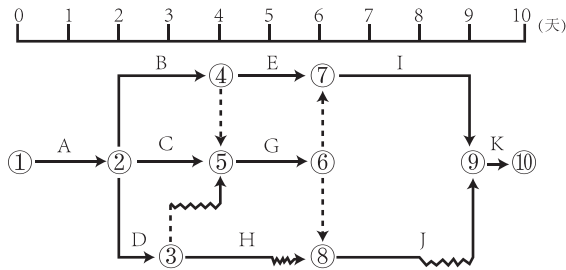 0 1 2 3 4 5 6 7 8 9 10 (天)
B ④ E ⑦ I
① A ② C ⑤ G ⑥ ⑨ K ⑩
D ③ H ⑧ J